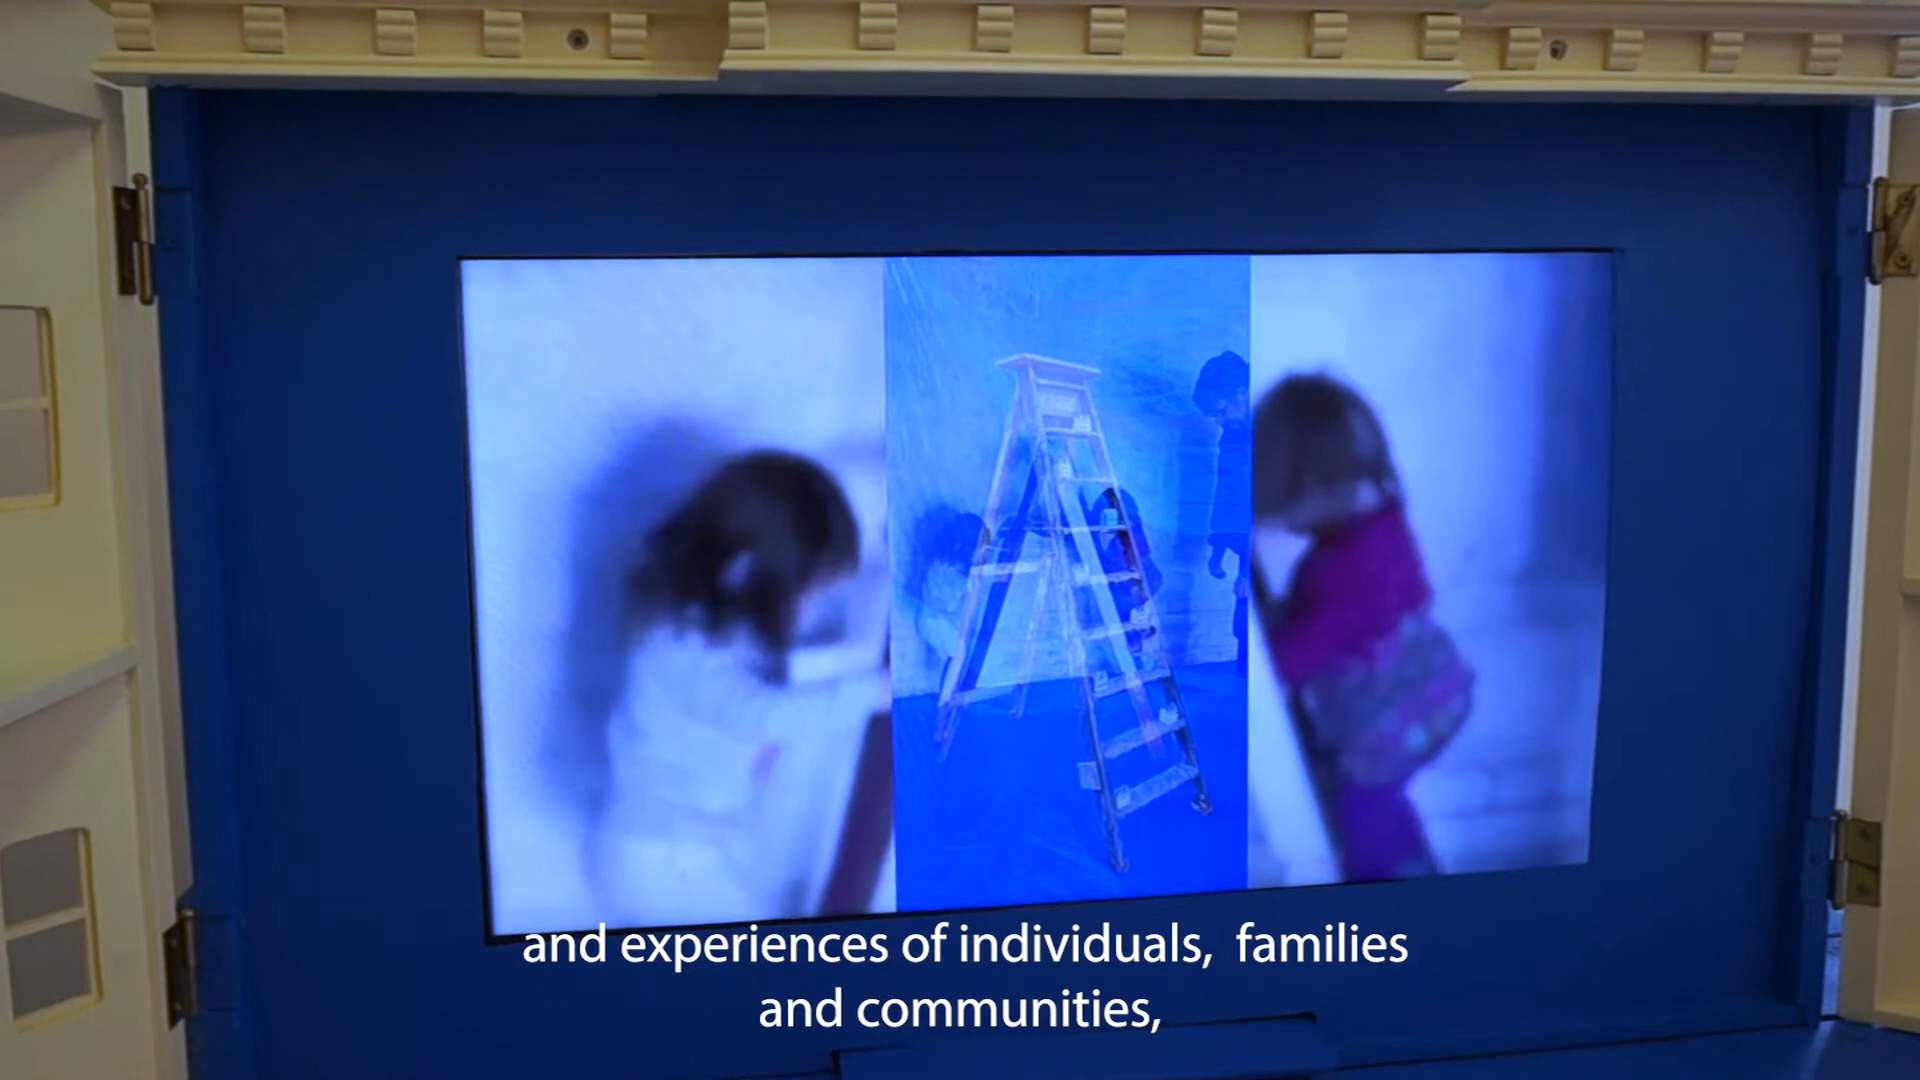 and experiences of individuals, families
and communities,